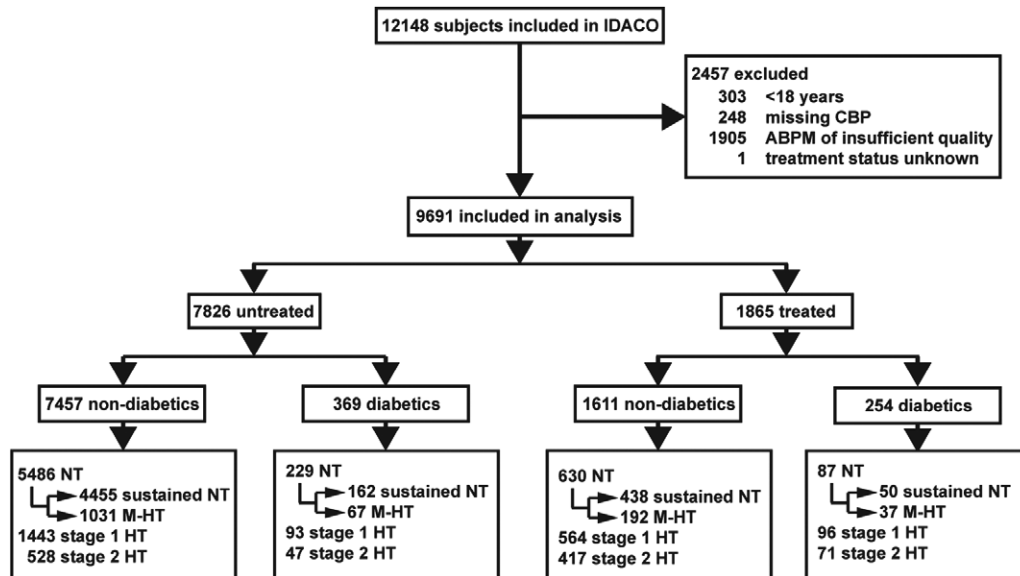 12148 subjects included in IDACO
2457 excluded
303 <18 years
248 missing CBP
1905 ABPM of insufficient quality
1 treatment status unknown
9691 included in analysis
7826 untreated
1865 treated
7457 non-diabetics
369 diabetics
1611 non-diabetics
254 diabetics
5486 NT
4455 sustained NT
1031 M-HT
1443 stage 1 HT
528 stage 2 HT
229 NT
162 sustained NT
67 M-HT
93 stage 1 HT
47 stage 2 HT
630 NT
438 sustained NT
192 M-HT
564 stage 1 HT
417 stage 2 HT
87 NT
50 sustained NT
37 M-HT
96 stage 1 HT
71 stage 2 HT